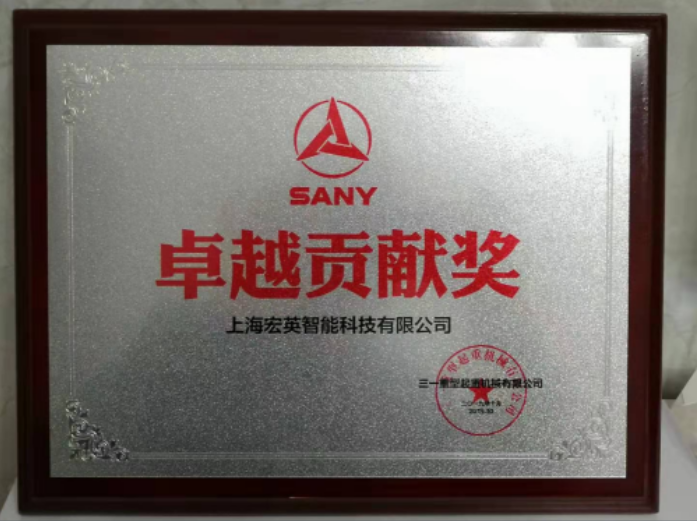 SANY
卓越贡献奖
上海宏英智能科技有限公司
三一重型起重机械有限公司